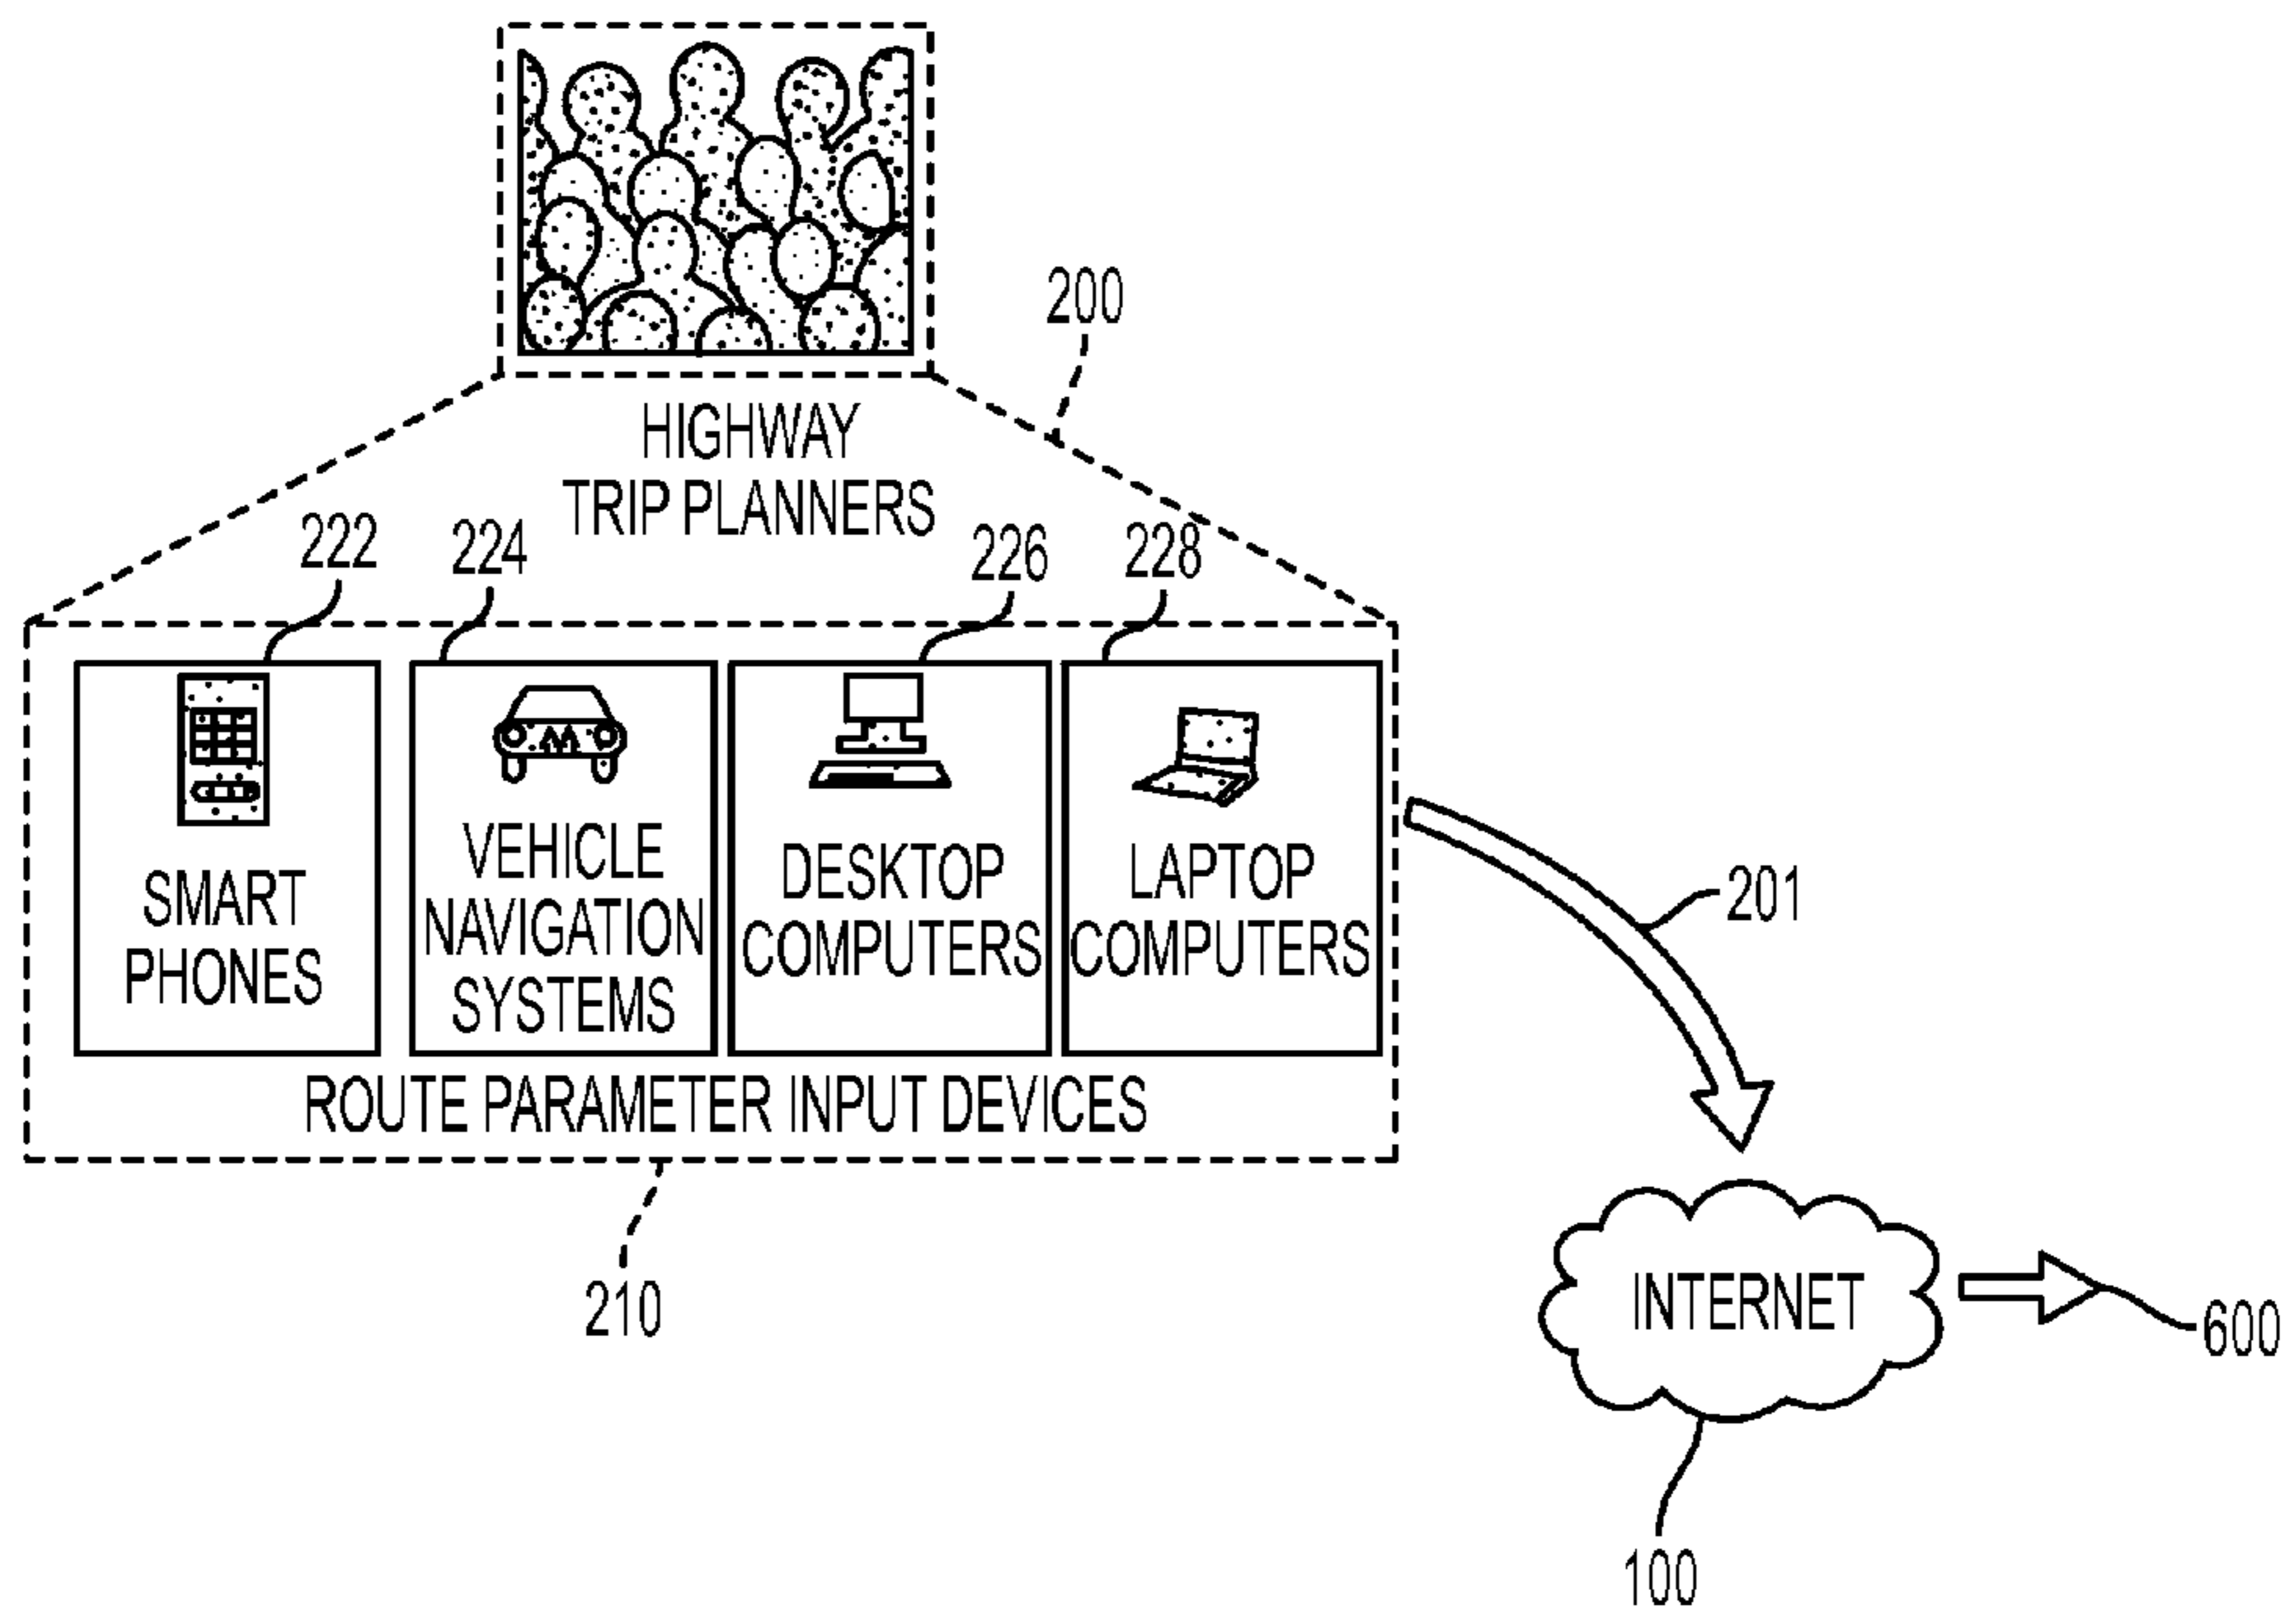 200
HIGHWAY
TRIP PLANNERS
222
224
226
228
SMART
PHONES
VEHICLE
NAVIGATION
SYSTEMS
DESKTOP
COMPUTERS
LAPTOP
COMPUTERS
201
ROUTE PARAMETER INPUT DEVICES
210
INTERNET
600
100